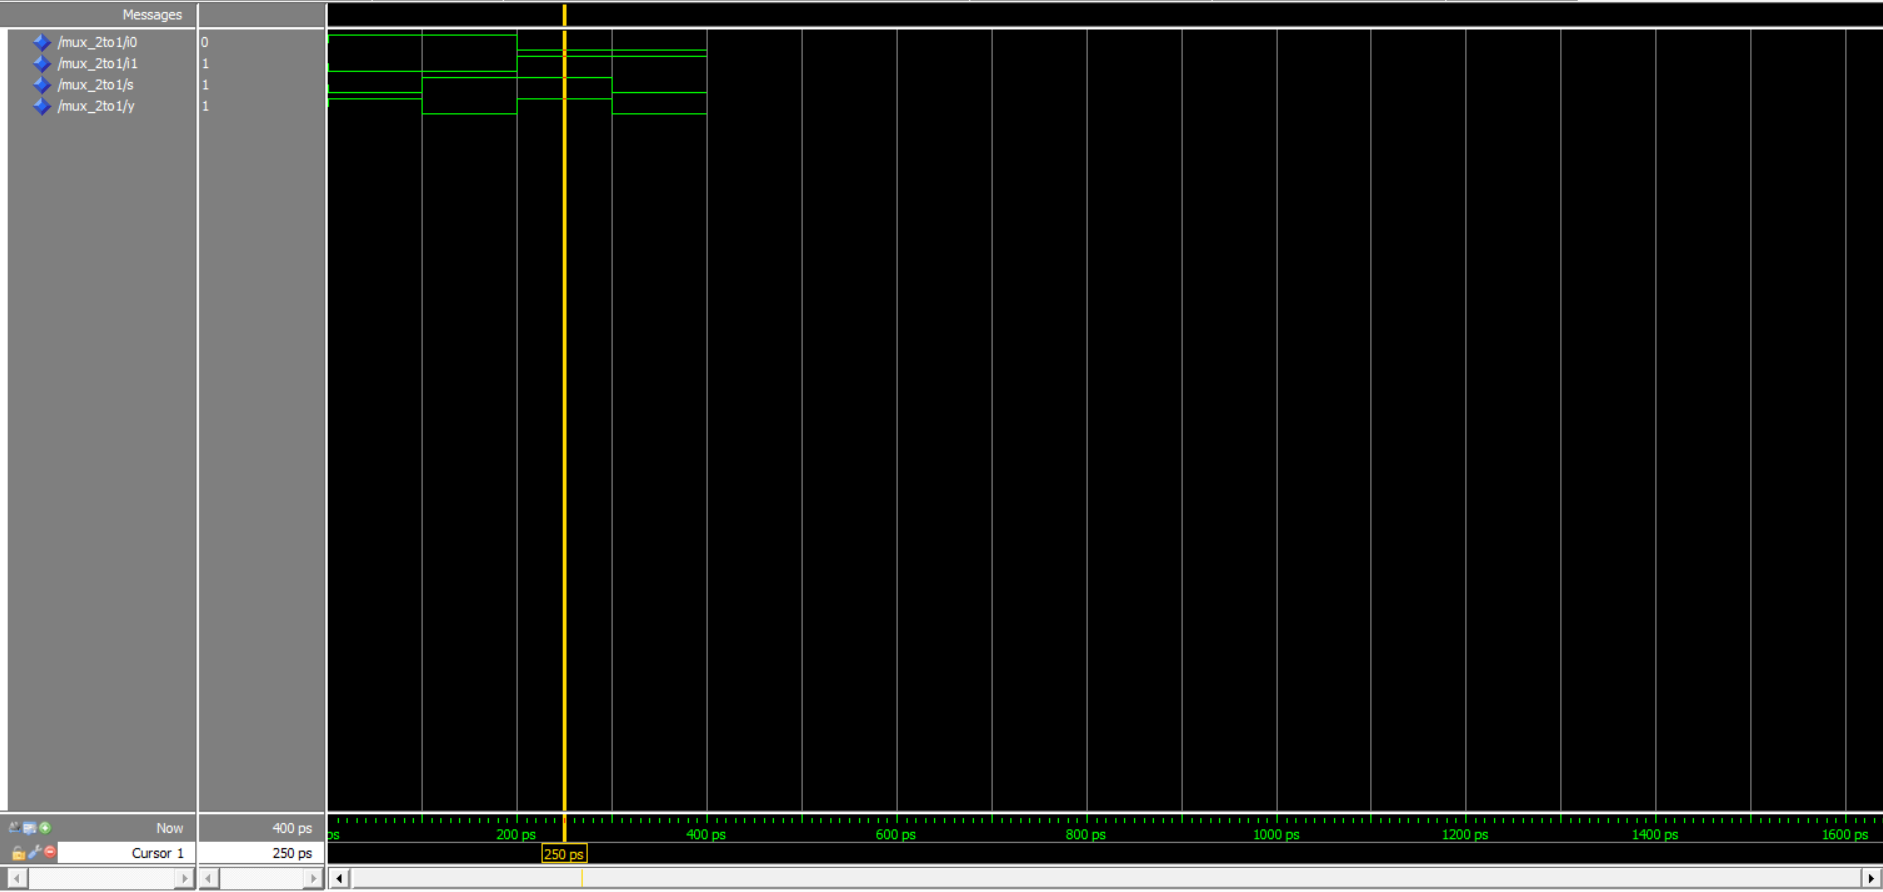 Messages
/mux_2to1/i0 0
/mux_2to1/i1 1
/mux_2to1/s 1
/mux_2to1/y 1
Now 400 ps
ps 200 ps 400 ps 600 ps 800 ps 1000 ps 1200 ps 1400 ps 1600 ps
Cursor 1 250 ps
250 ps